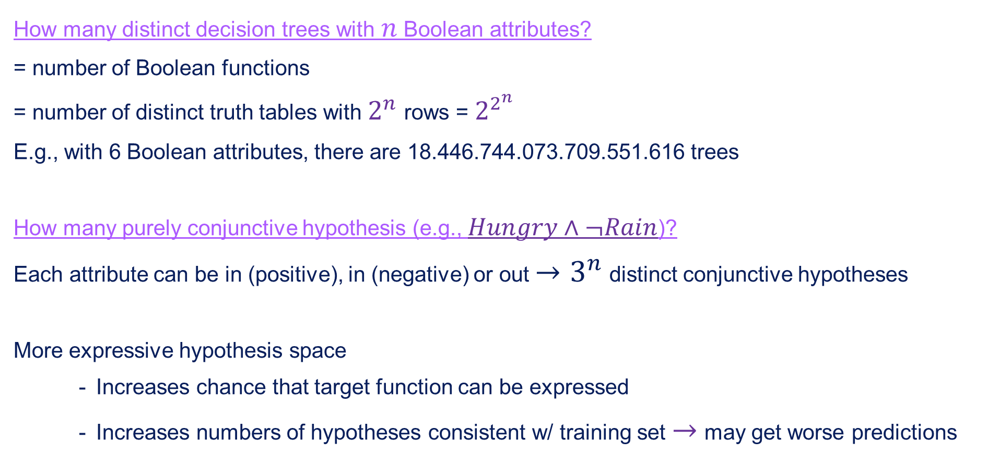 How many distinct decision trees with 𝑛 Boolean attributes?
= number of Boolean functions
= number of distinct truth tables with 2^𝑛 rows = 2^{2^𝑛}
E.g., with 6 Boolean attributes, there are 18.446.744.073.709.551.616 trees
How many purely conjunctive hypothesis (e.g., 𝐻𝑢𝑛𝑔𝑟𝑦 ∧ ¬𝑅𝑎𝑖𝑛)?
Each attribute can be in (positive), in (negative) or out → 3^𝑛 distinct conjunctive hypotheses
More expressive hypothesis space
- Increases chance that target function can be expressed
- Increases numbers of hypotheses consistent w/ training set → may get worse predictions